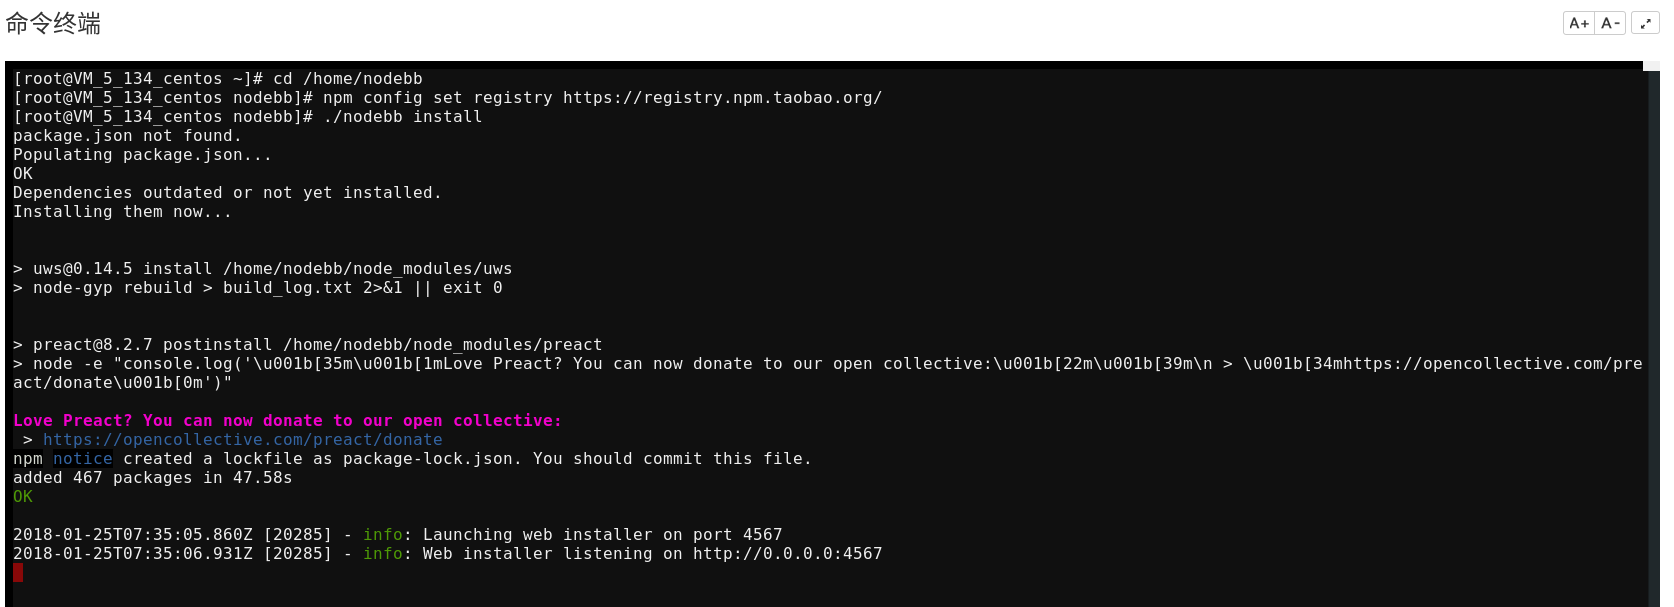 命令终端
A+ A-
[root@VM_5_134_centos ~]# cd /home/nodebb
[root@VM_5_134_centos nodebb]# npm config set registry https://registry.npm.taobao.org/
[root@VM_5_134_centos nodebb]# ./nodebb install
package.json not found.
Populating package.json...
OK
Dependencies outdated or not yet installed.
Installing them now...
> uws@0.14.5 install /home/nodebb/node_modules/uws
> node-gyp rebuild > build_log.txt 2>&1 || exit 0
> preact@8.2.7 postinstall /home/nodebb/node_modules/preact
> node -e "console.log('\u001b[35m\u001b[1mLove Preact? You can now donate to our open collective:\u001b[22m\u001b[39m\n > \u001b[34mhttps://opencollective.com/pre
act/donate\u001b[0m')"
Love Preact? You can now donate to our open collective:
 > https://opencollective.com/preact/donate
npm notice created a lockfile as package-lock.json. You should commit this file.
added 467 packages in 47.58s
OK
2018-01-25T07:35:05.860Z [20285] - info: Launching web installer on port 4567
2018-01-25T07:35:06.931Z [20285] - info: Web installer listening on http://0.0.0.0:4567